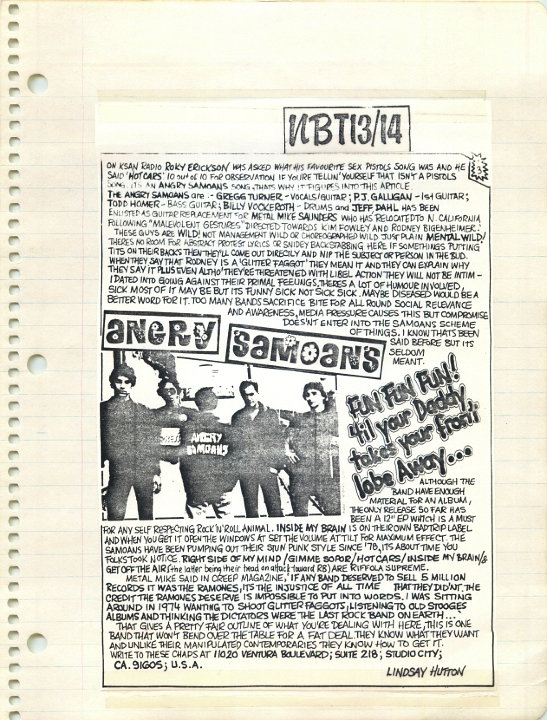 NBT13/14
ON KSAN RADIO ROKY ERICKSON WAS ASKED WHAT HIS FAVOURITE SEX PISTOLS SONG WAS AND HE
SAID 'HOT CARS' 10 out of 10 FOR OBSERVATION IF YOU'RE TELLIN' YOURSELF THAT ISN'T A PISTOLS
SONG. IT'S AN ANGRY SAMOANS SONG, THAT'S WHY IT FIGURES INTO THIS ARTICLE.
THE ANGRY SAMOANS are :- GREGG TURNER - VOCALS/GUITAR; P.J. GALLIGAN - 1st GUITAR;
TODD HOMER - BASS GUITAR; BILLY VOCKEROTH - DRUMS and JEFF DAHL HAS BEEN
ENLISTED AS GUITAR REPLACEMENT FOR METAL MIKE SAUNDERS WHO HAS RELOCATED TO N. CALIFORNIA
FOLLOWING "MALEVOLENT GESTURES" DIRECTED TOWARDS KIM FOWLEY AND RODNEY BIGENHEIMER.
THESE GUYS ARE WILD! NOT MANAGEMENT WILD OR CHOREOGRAPHED WILD JUST PLAIN MENTAL WILD!
THERES NO ROOM FOR ABSTRACT PROTEST LYRICS OR SNIDEY BACKSTABBING HERE IF SOMETHINGS PUTTING
TITS ON THEIR BACKS THEN THEY'LL COME OUT DIRECTLY AND NIP THE SUBJECT OR PERSON IN THE BUD.
WHEN THEY SAY THAT RODNEY IS A 'GLITTER FAGGOT' THEY MEAN IT AND THEY CAN EXPLAIN WHY
THEY SAY IT PLUS EVEN ALTHO' THEY'RE THREATENED WITH LIBEL ACTION THEY WILL NOT BE INTIM-
IDATED INTO GOING AGAINST THEIR PRIMAL FEELINGS. THERES A LOT OF HUMOUR INVOLVED,
SICK MOST OF IT MAY BE BUT ITS FUNNY SICK NOT SICK SICK. MAYBE DISEASED WOULD BE A
BETTER WORD FOR IT. TOO MANY BANDS SACRIFICE BITE FOR ALL ROUND SOCIAL RELEVANCE
AND AWARENESS, MEDIA PRESSURE CAUSES THIS BUT COMPROMISE
DOESN'T ENTER INTO THE SAMOANS SCHEME
OF THINGS. I KNOW THATS BEEN
SAID BEFORE BUT ITS
SELDOM
MEANT.
ANGRY SAMOANS
ANGRY
SAMOANS
FUN FUN FUN!
'til your Daddy
takes your front
lobe Away...
ALTHOUGH THE
BAND HAVE ENOUGH
MATERIAL FOR AN ALBUM,
THE ONLY RELEASE SO FAR HAS
BEEN A 12" EP WITCH IS A MUST
FOR ANY SELF RESPECTING ROCK'N'ROLL ANIMAL. INSIDE MY BRAIN IS ON THEIR OWN BAD TRIP LABEL
AND WHEN YOU GET IT OPEN THE WINDOWS AT SET THE VOLUME AT TILT FOR MAXIMUM EFFECT. THE
SAMOANS HAVE BEEN PUMPING OUT THEIR STUN PUNK STYLE SINCE '78, ITS ABOUT TIME YOU
FOLKS TOOK NOTICE. RIGHT SIDE OF MY MIND / GIMME SOPOR / HOT CARS / INSIDE MY BRAIN/&
GET OFF THE AIR (the latter being their head on attack toward RB) ARE RIFFOLA SUPREME.
METAL MIKE SAID IN CREEP MAGAZINE, 'IF ANY BAND DESERVED TO SELL 5 MILLION
RECORDS IT WAS THE RAMONES, ITS THE INJUSTICE OF ALL TIME THAT THEY DID'NT, THE
CREDIT THE RAMONES DESERVE IS IMPOSSIBLE TO PUT INTO WORDS. I WAS SITTING
AROUND IN 1974 WANTING TO SHOOT GLITTER FAGGOTS, LISTENING TO OLD STOOGES
ALBUMS AND THINKING THE DICTATORS WERE THE LAST ROCK BAND ON EARTH...'
THAT GIVES A PRETTY FAIR OUTLINE OF WHAT YOU'RE DEALING WITH HERE, THIS IS ONE
BAND THAT WON'T BEND OVER THE TABLE FOR A FAT DEAL. THEY KNOW WHAT THEY WANT
AND UNLIKE THEIR MANIPULATED CONTEMPORARIES THEY KNOW HOW TO GET IT.
WRITE TO THESE CHAPS AT 11020 VENTURA BOULEVARD; SUITE 218; STUDIO CITY;
CA. 91605; U.S.A.
LINDSAY HUTTON